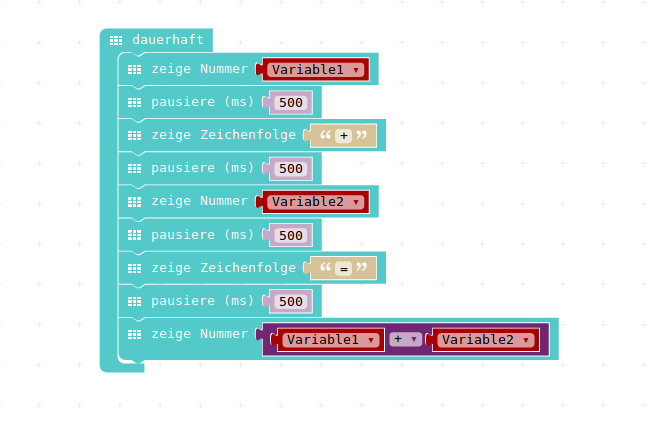 dauerhaft
zeige Nummer Variable1
pausiere (ms) 500
zeige Zeichenfolge “ + ”
pausiere (ms) 500
zeige Nummer Variable2
pausiere (ms) 500
zeige Zeichenfolge “ = ”
pausiere (ms) 500
zeige Nummer Variable1 + Variable2